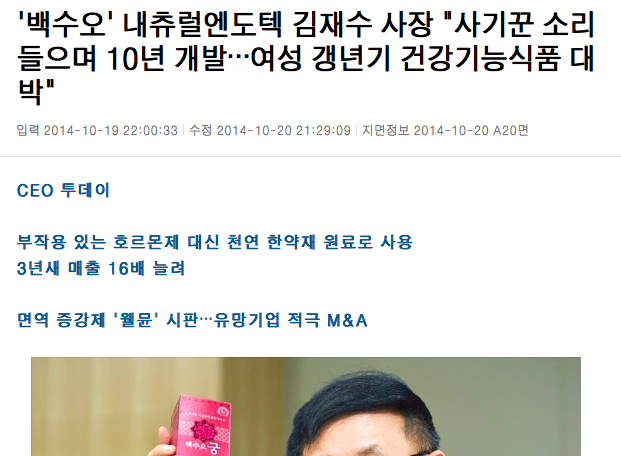 '백수오' 내츄럴엔도텍 김재수 사장 "사기꾼 소리
들으며 10년 개발…여성 갱년기 건강기능식품 대
박"
입력 2014-10-19 22:00:33 | 수정 2014-10-20 21:29:09 | 지면정보 2014-10-20 A20면
CEO 투데이
부작용 있는 호르몬제 대신 천연 한약재 원료로 사용
3년새 매출 16배 늘려
면역 증강제 '웰뮨' 시판…유망기업 적극 M&A
백수오궁